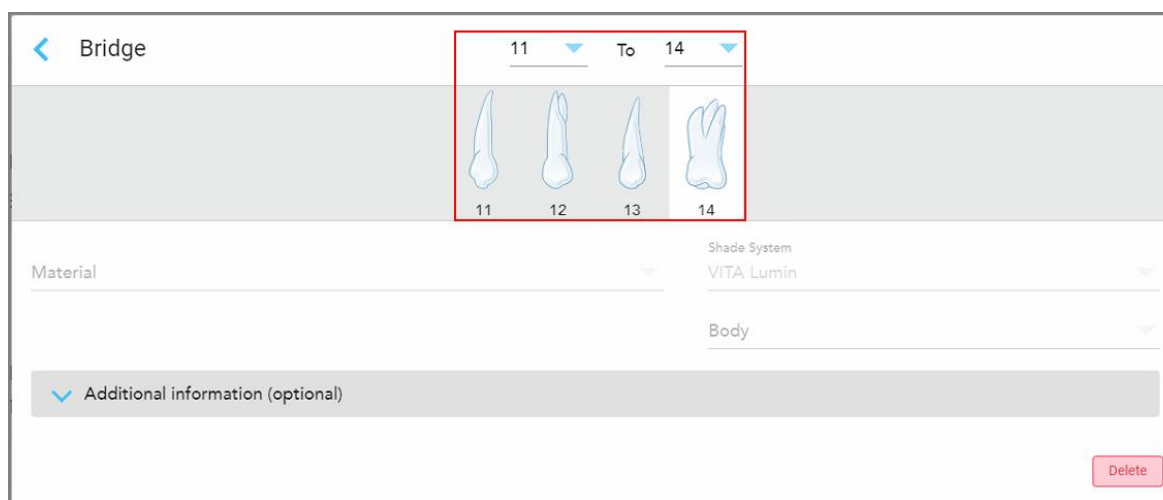 Bridge 11 To 14
11 12 13 14
Shade System
Material VITA Lumin
Body
Additional information (optional)
Delete